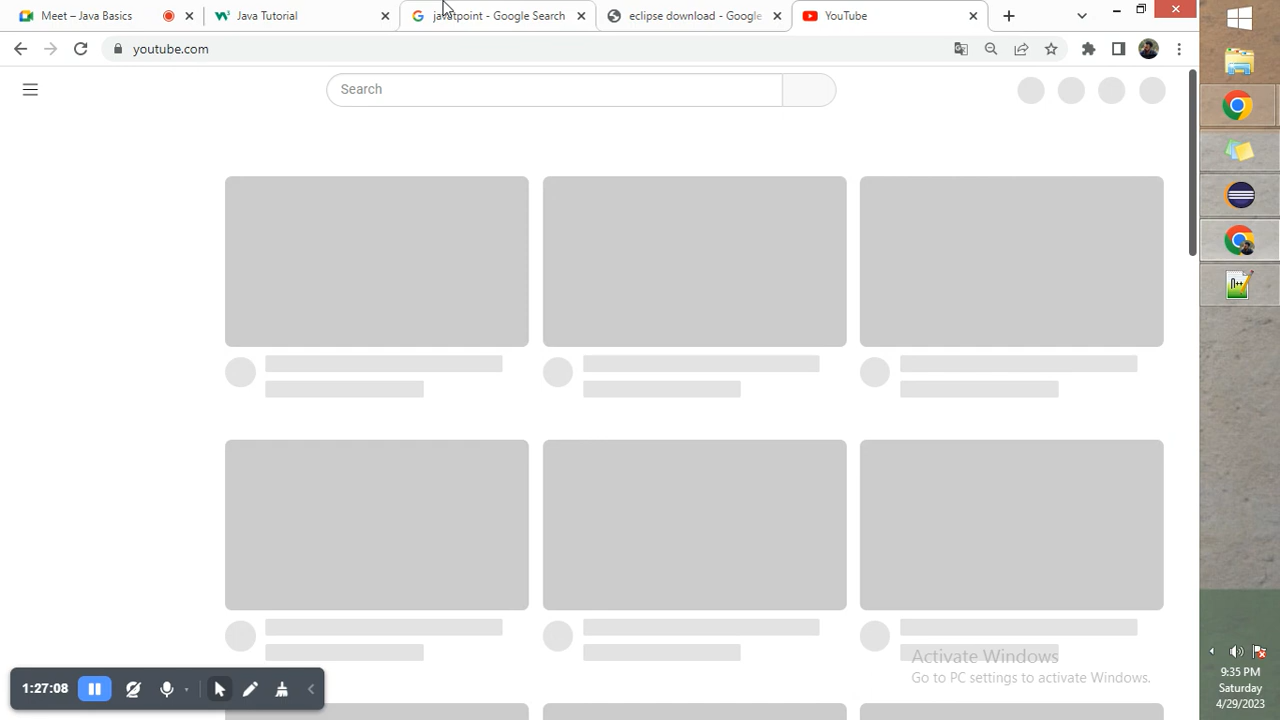 Meet – Java Basics
Java Tutorial
javatpoint - Google Search
eclipse download - Google
YouTube
youtube.com
Search
Activate Windows
Go to PC settings to activate Windows.
1:27:08
9:35 PM
Saturday
4/29/2023